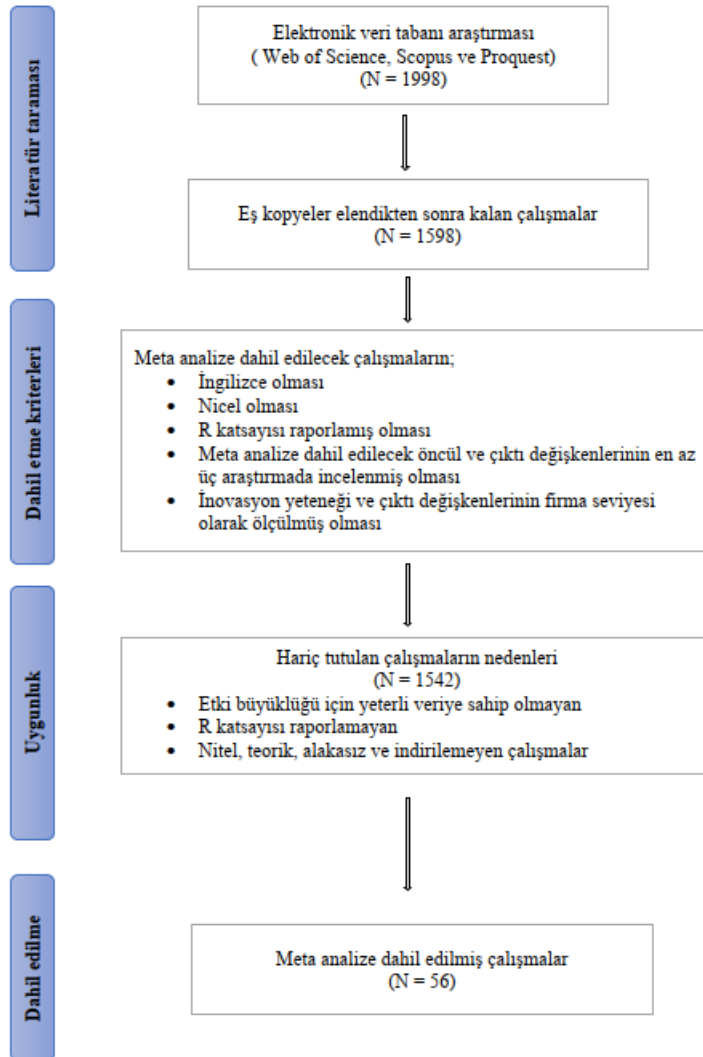 Literatür taraması
Elektronik veri tabanı araştırması
( Web of Science, Scopus ve Proquest)
(N = 1998)
Eş kopyeler elendikten sonra kalan çalışmalar
(N = 1598)
Dahil etme kriterleri
Meta analize dahil edilecek çalışmaların;
• İngilizce olması
• Nicel olması
• R katsayısı raporlamış olması
• Meta analize dahil edilecek öncül ve çıktı değişkenlerinin en az
üç araştırmada incelenmiş olması
• İnovasyon yeteneği ve çıktı değişkenlerinin firma seviyesi
olarak ölçülmüş olması
Uygunluk
Hariç tutulan çalışmaların nedenleri
(N = 1542)
• Etki büyüklüğü için yeterli veriye sahip olmayan
• R katsayısı raporlamayan
• Nitel, teorik, alakasız ve indirilemeyen çalışmalar
Dahil edilme
Meta analize dahil edilmiş çalışmalar
(N = 56)